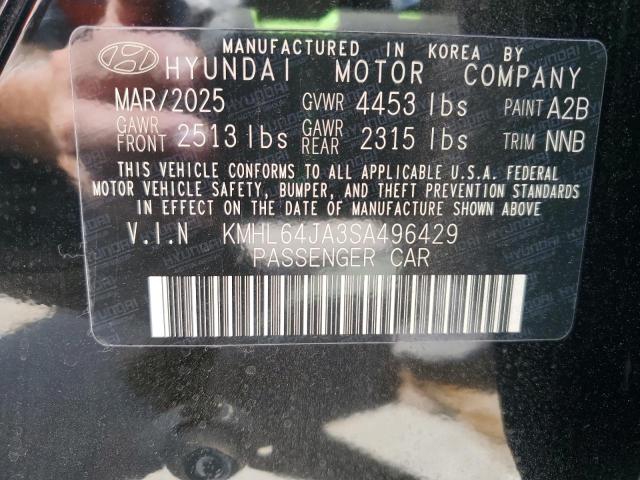 MANUFACTURED IN KOREA BY
HYUNDAI MOTOR COMPANY
MAR/2025 GVWR 4453 lbs PAINT A2B
GAWR FRONT 2513 lbs GAWR REAR 2315 lbs TRIM NNB
THIS VEHICLE CONFORMS TO ALL APPLICABLE U.S.A. FEDERAL
MOTOR VEHICLE SAFETY, BUMPER, AND THEFT PREVENTION STANDARDS
IN EFFECT ON THE DATE OF MANUFACTURE SHOWN ABOVE.
V.I.N KMHL64JA3SA496429
PASSENGER CAR